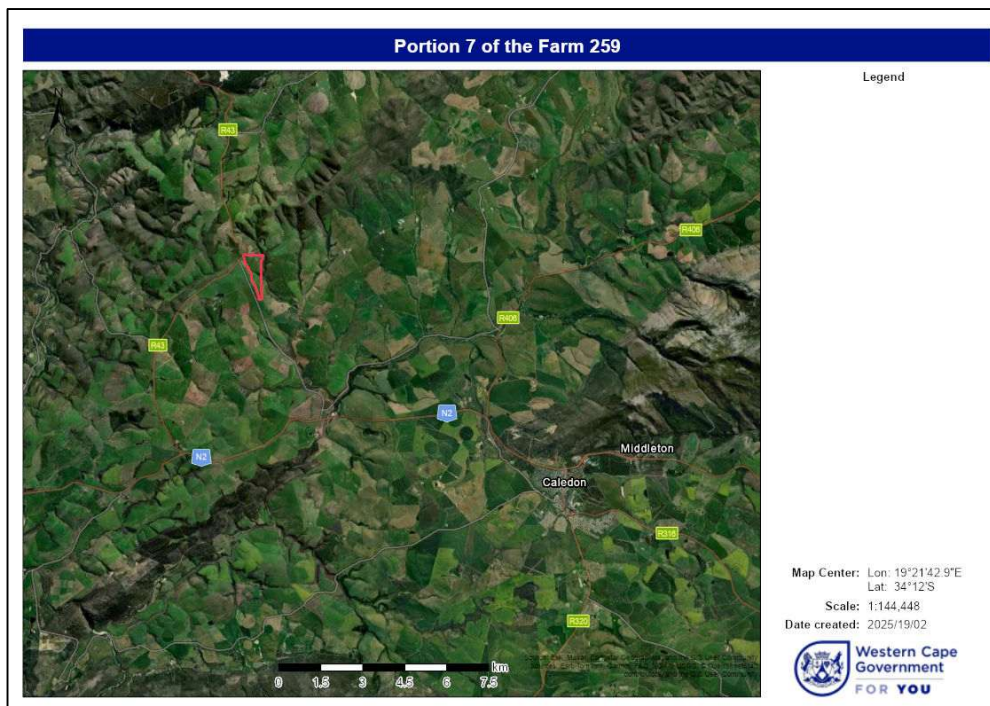 Portion 7 of the Farm 259
Legend
R43
R406
R406
R43
N2
N2
Middleton
Caledon
R316
R320
km
0 1.5 3 4.5 6 7.5
Map Center: Lon: 19°21'42.9"E
Lat: 34°12'S
Scale: 1:144,448
Date created: 2025/19/02
Western Cape
Government
FOR YOU